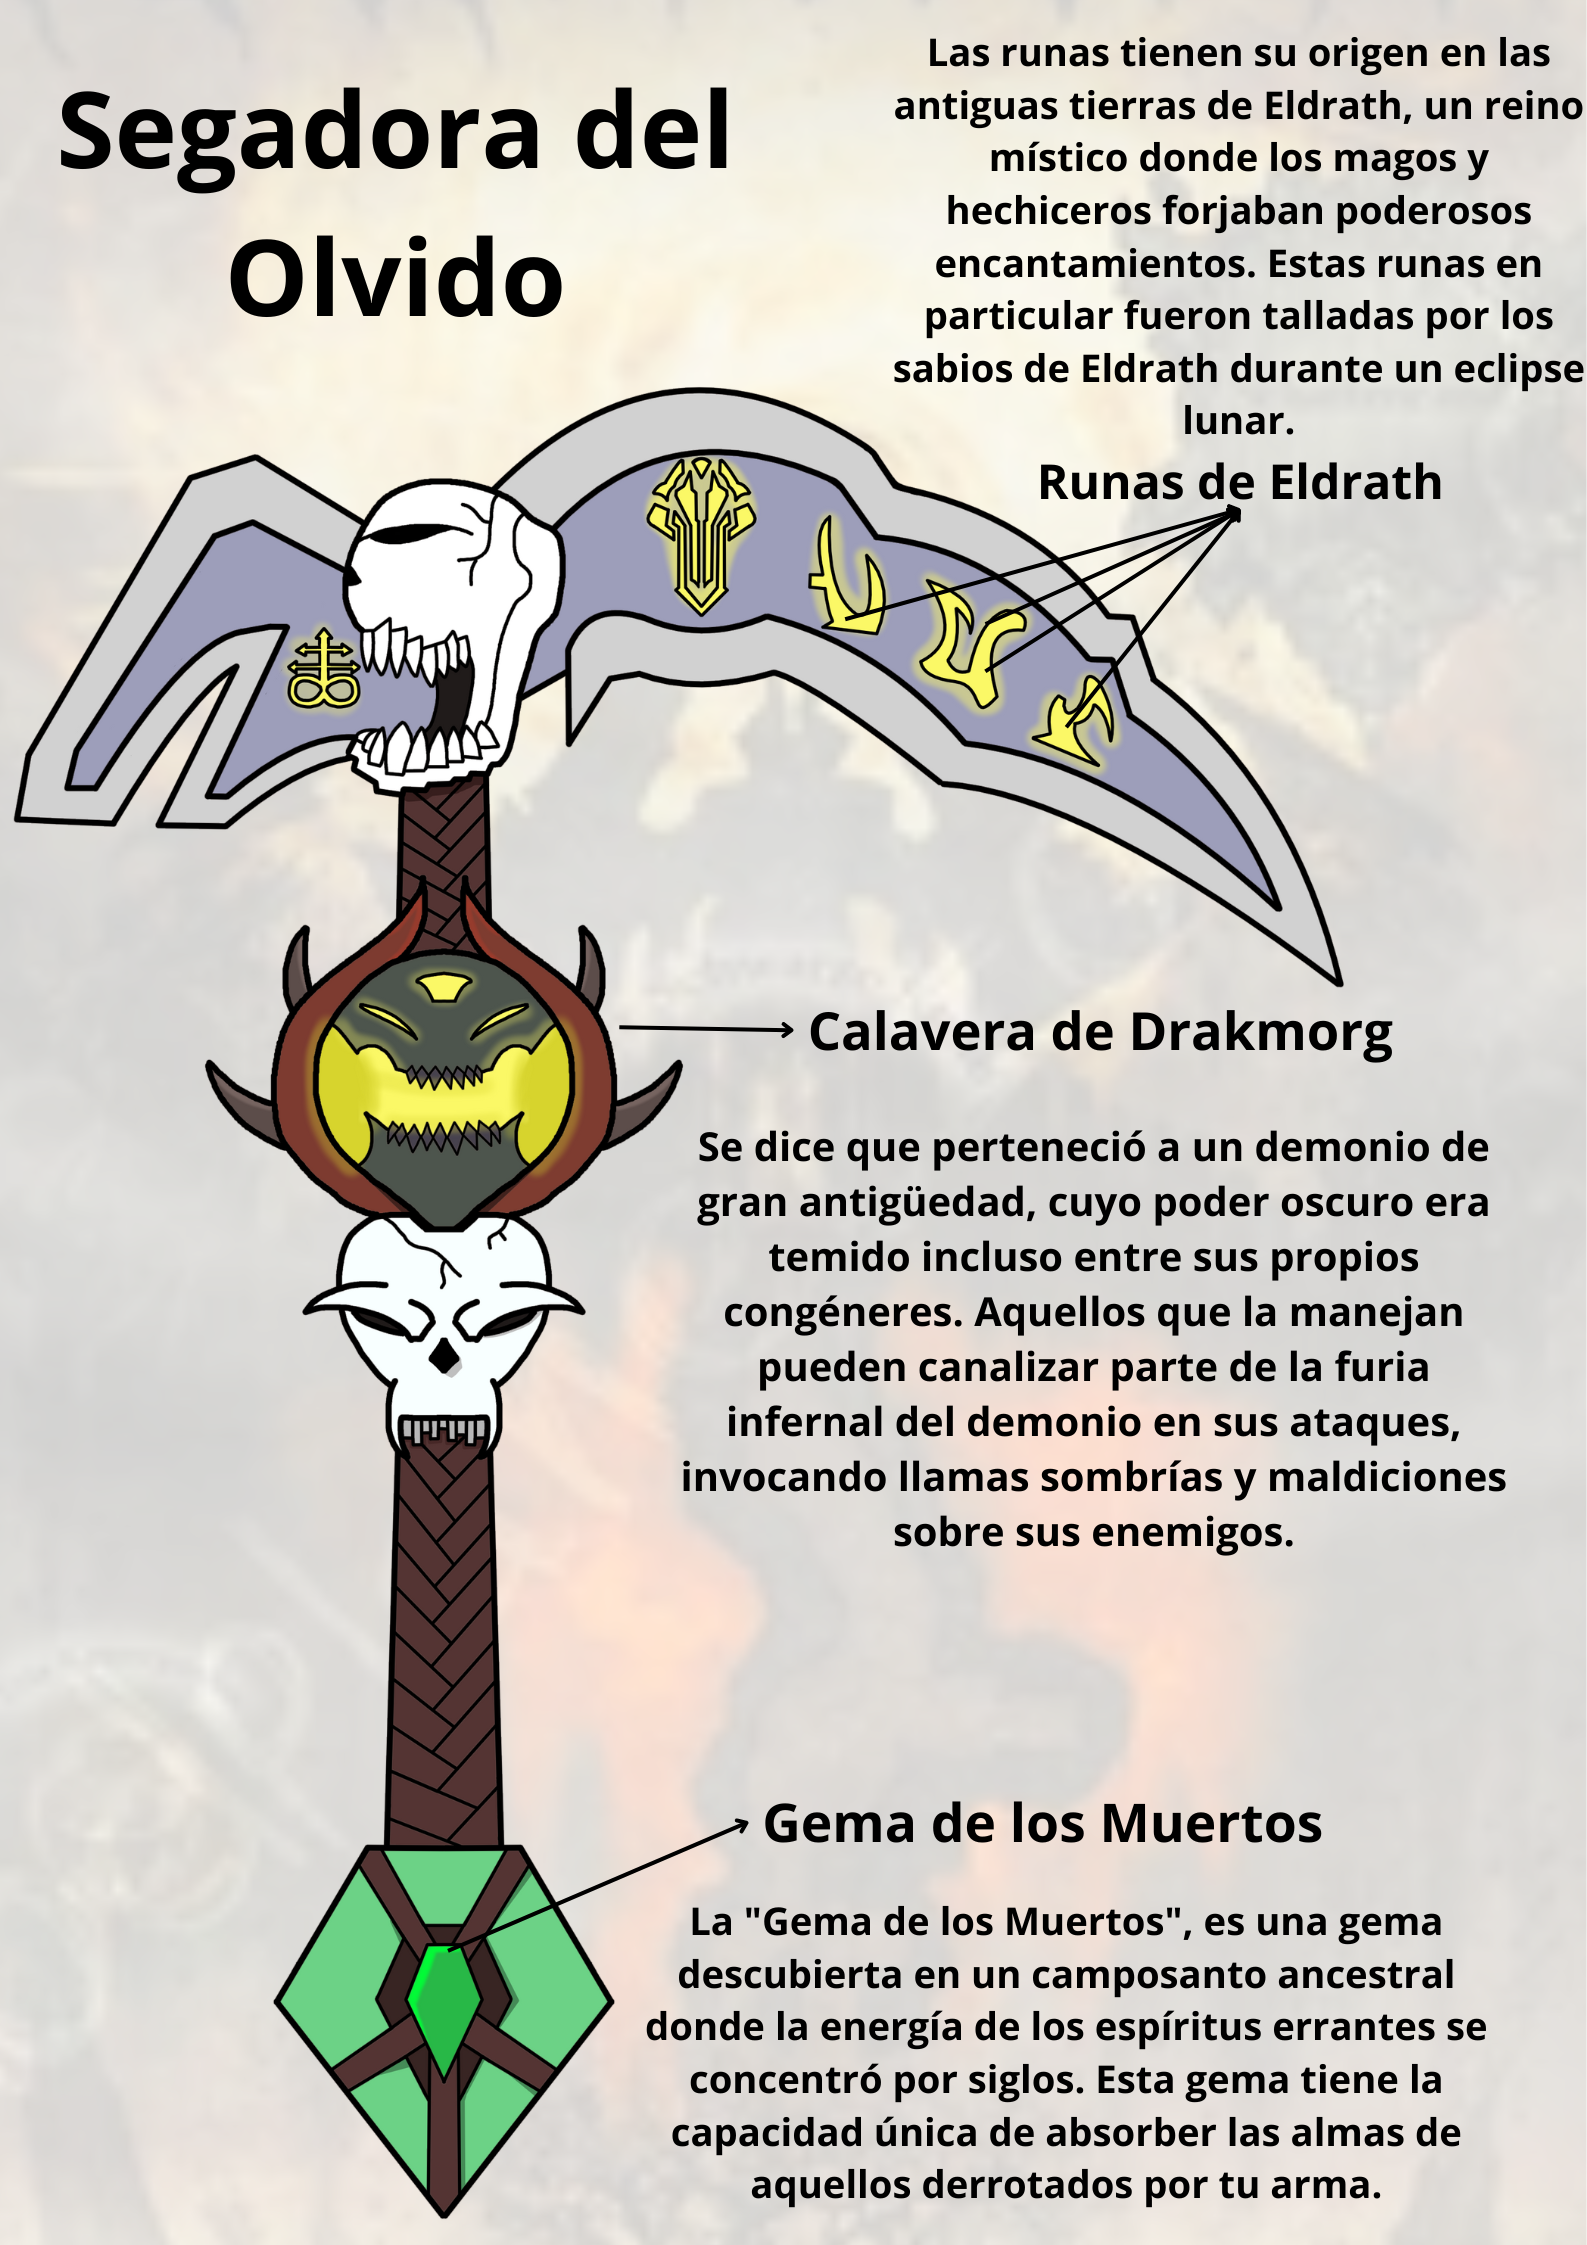 Segadora del
Olvido
Las runas tienen su origen en las
antiguas tierras de Eldrath, un reino
místico donde los magos y
hechiceros forjaban poderosos
encantamientos. Estas runas en
particular fueron talladas por los
sabios de Eldrath durante un eclipse
lunar.
Runas de Eldrath
Calavera de Drakmorg
Se dice que perteneció a un demonio de
gran antigüedad, cuyo poder oscuro era
temido incluso entre sus propios
congéneres. Aquellos que la manejan
pueden canalizar parte de la furia
infernal del demonio en sus ataques,
invocando llamas sombrías y maldiciones
sobre sus enemigos.
Gema de los Muertos
La "Gema de los Muertos", es una gema
descubierta en un camposanto ancestral
donde la energía de los espíritus errantes se
concentró por siglos. Esta gema tiene la
capacidad única de absorber las almas de
aquellos derrotados por tu arma.